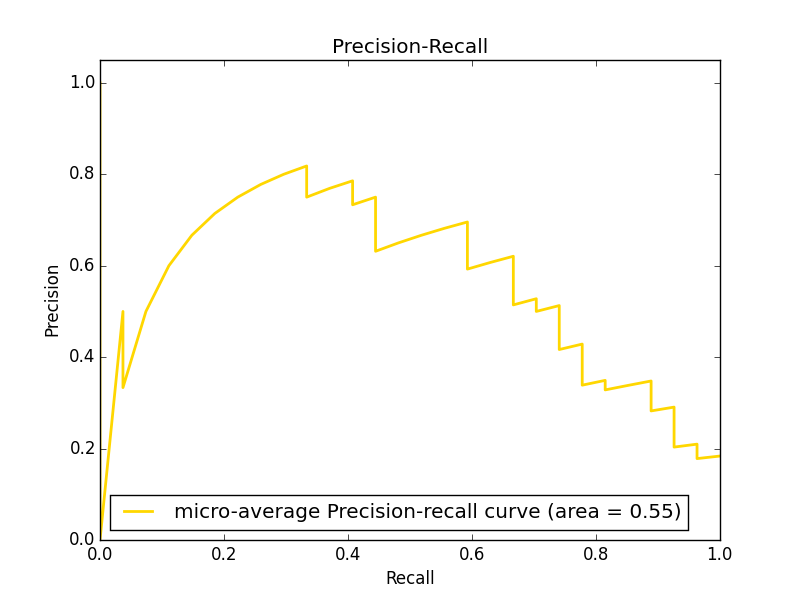 Precision-Recall
1.0
0.8
0.6
0.4
0.2
0.0
Precision
micro-average Precision-recall curve (area = 0.55)
0.0 0.2 0.4 0.6 0.8 1.0
Recall